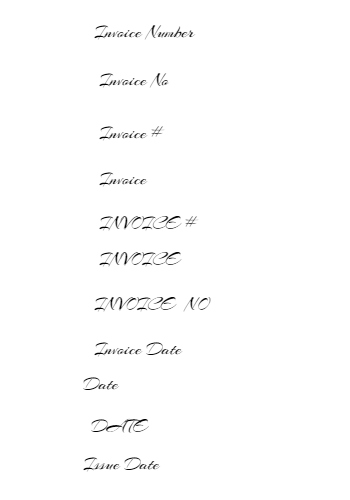 Invoice Number
Invoice No
Invoice #
Invoice
INVOICE #
INVOICE
INVOICE NO
Invoice Date
Date
DATE
Issue Date